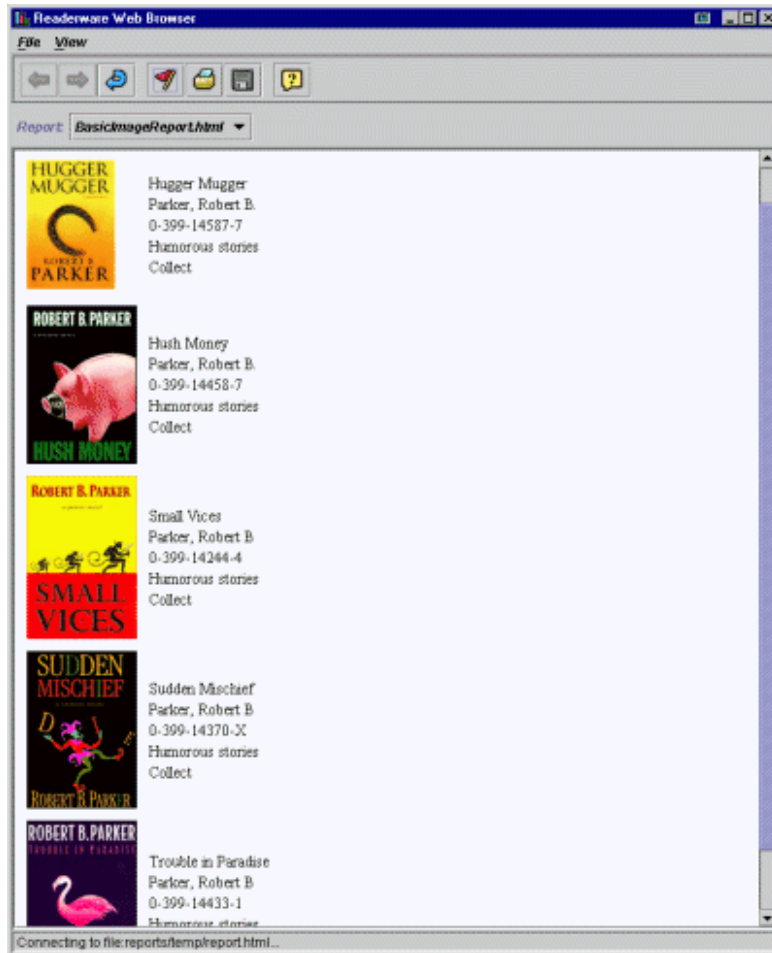 Readerware Web Browser
File View
Report: BasicImageReport.html
HUGGER
MUGGER
ROBERT B.
PARKER
Hugger Mugger
Parker, Robert B.
0-399-14587-7
Humorous stories
Collect
ROBERT B. PARKER
HUSH MONEY
Hush Money
Parker, Robert B.
0-399-14458-7
Humorous stories
Collect
ROBERT B. PARKER
SMALL
VICES
Small Vices
Parker, Robert B
0-399-14244-4
Humorous stories
Collect
SUDDEN
MISCHIEF
ROBERT B. PARKER
Sudden Mischief
Parker, Robert B
0-399-14370-X
Humorous stories
Collect
ROBERT B. PARKER
TROUBLE IN PARADISE
Trouble in Paradise
Parker, Robert B
0-399-14433-1
Humorous stories
Connecting to file:reports/temp/report.html...